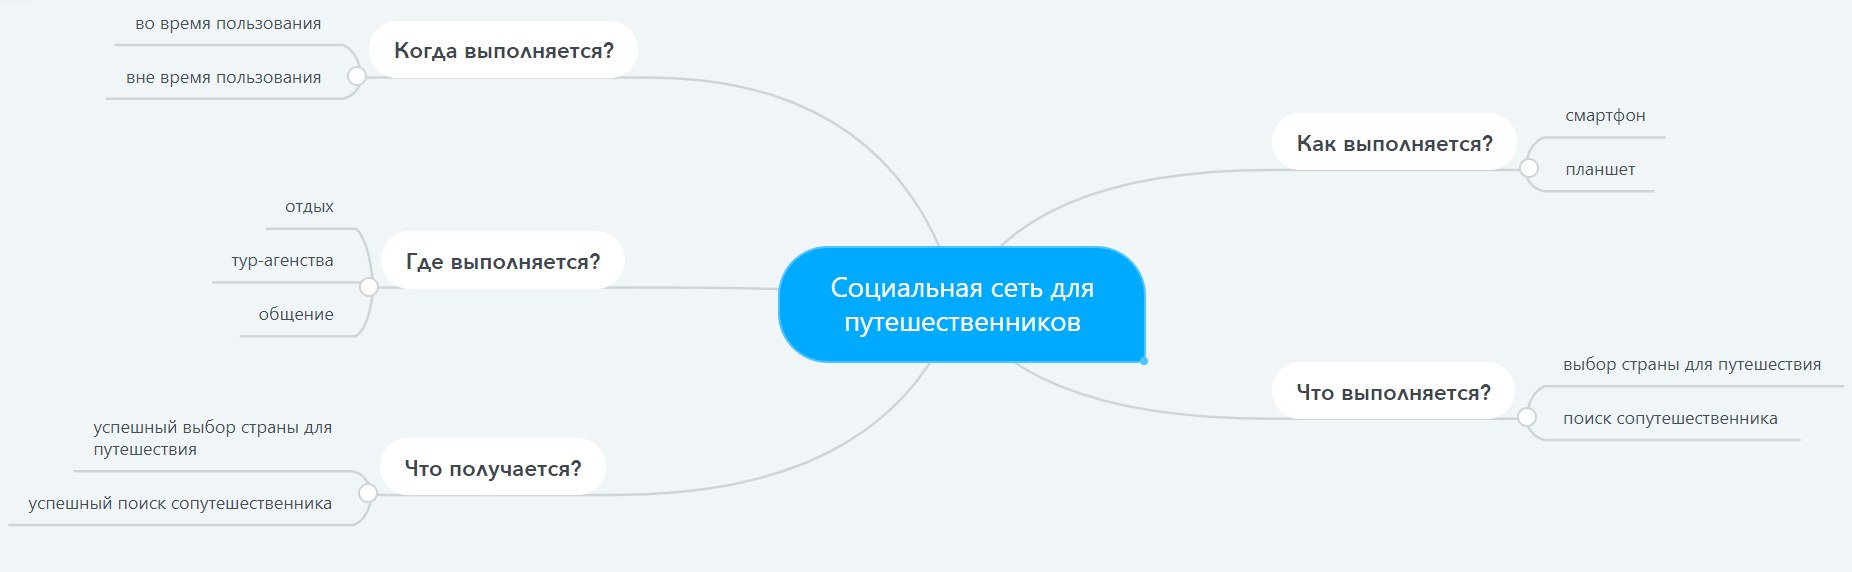 во время пользования
Когда выполняется?
вне время пользования
смартфон
Как выполняется?
планшет
отдых
тур-агенства
Где выполняется?
общение
Социальная сеть для
путешественников
выбор страны для путешествия
Что выполняется?
поиск сопутешественника
успешный выбор страны для
путешествия
Что получается?
успешный поиск сопутешественника